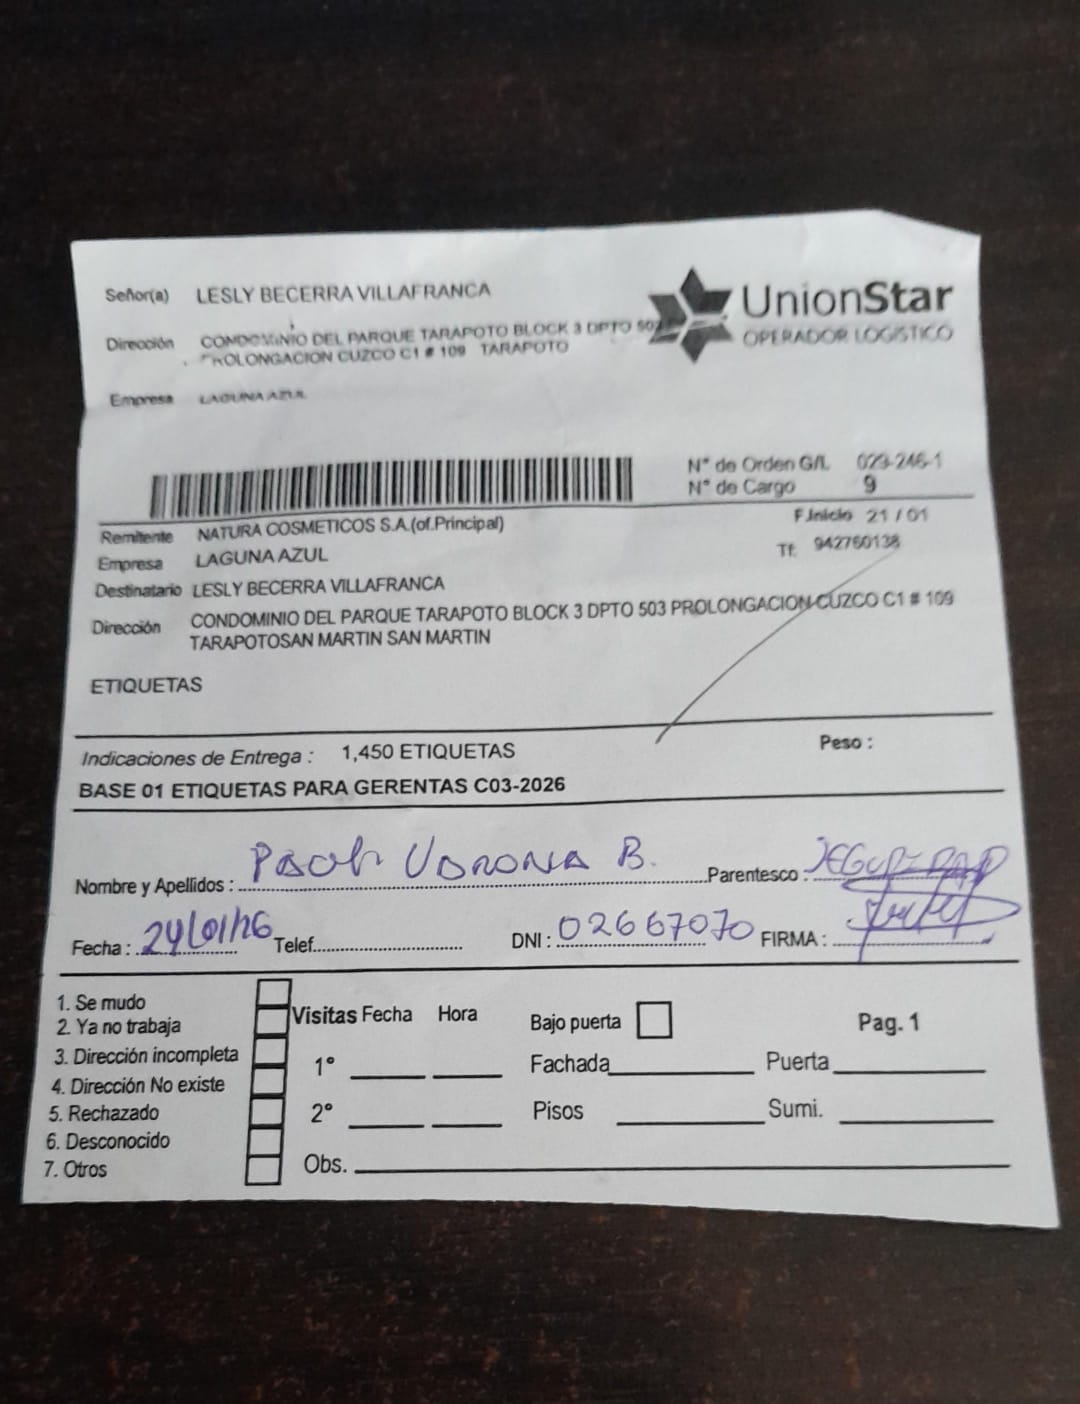 Señor(a) LESLY BECERRA VILLAFRANCA
UnionStar
OPERADOR LOGISTICO
Dirección CONDOMINIO DEL PARQUE TARAPOTO BLOCK 3 DPTO 503
PROLONGACION CUZCO C1 # 109 TARAPOTO
Empresa LAGUNA AZUL
N° de Orden G/L 029-246-1
N° de Cargo 9
F.Inicio 21 / 01
Remitente NATURA COSMETICOS S.A.(of.Principal)
Tf: 942760138
Empresa LAGUNA AZUL
Destinatario LESLY BECERRA VILLAFRANCA
Dirección CONDOMINIO DEL PARQUE TARAPOTO BLOCK 3 DPTO 503 PROLONGACION CUZCO C1 # 109
TARAPOTOSAN MARTIN SAN MARTIN
ETIQUETAS
Indicaciones de Entrega : 1,450 ETIQUETAS Peso :
BASE 01 ETIQUETAS PARA GERENTAS C03-2026
Nombre y Apellidos : B. Parentesco : SEGURIDAD
Fecha : 24/01/26 Telef. DNI : 02667070 FIRMA :
1. Se mudo
2. Ya no trabaja
3. Dirección incompleta
4. Dirección No existe
5. Rechazado
6. Desconocido
7. Otros
Visitas Fecha Hora
1°
2°
Obs.
Bajo puerta Pag. 1
Fachada Puerta
Pisos Sumi.